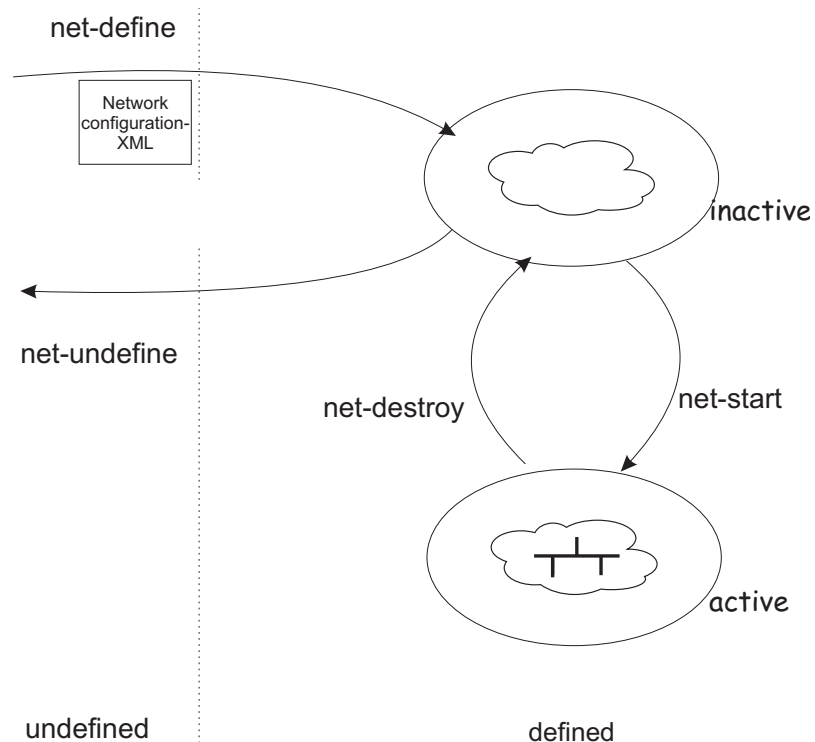 net-define
Network
configuration-
XML
inactive
net-undefine
net-destroy
net-start
active
undefined
defined